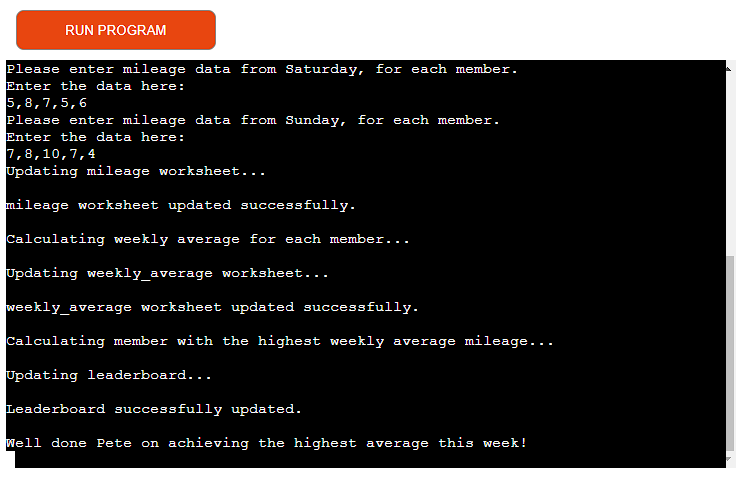 RUN PROGRAM
Please enter mileage data from Saturday, for each member.
Enter the data here:
5,8,7,5,6
Please enter mileage data from Sunday, for each member.
Enter the data here:
7,8,10,7,4
Updating mileage worksheet...
mileage worksheet updated successfully.
Calculating weekly average for each member...
Updating weekly_average worksheet...
weekly_average worksheet updated successfully.
Calculating member with the highest weekly average mileage...
Updating leaderboard...
Leaderboard successfully updated.
Well done Pete on achieving the highest average this week!